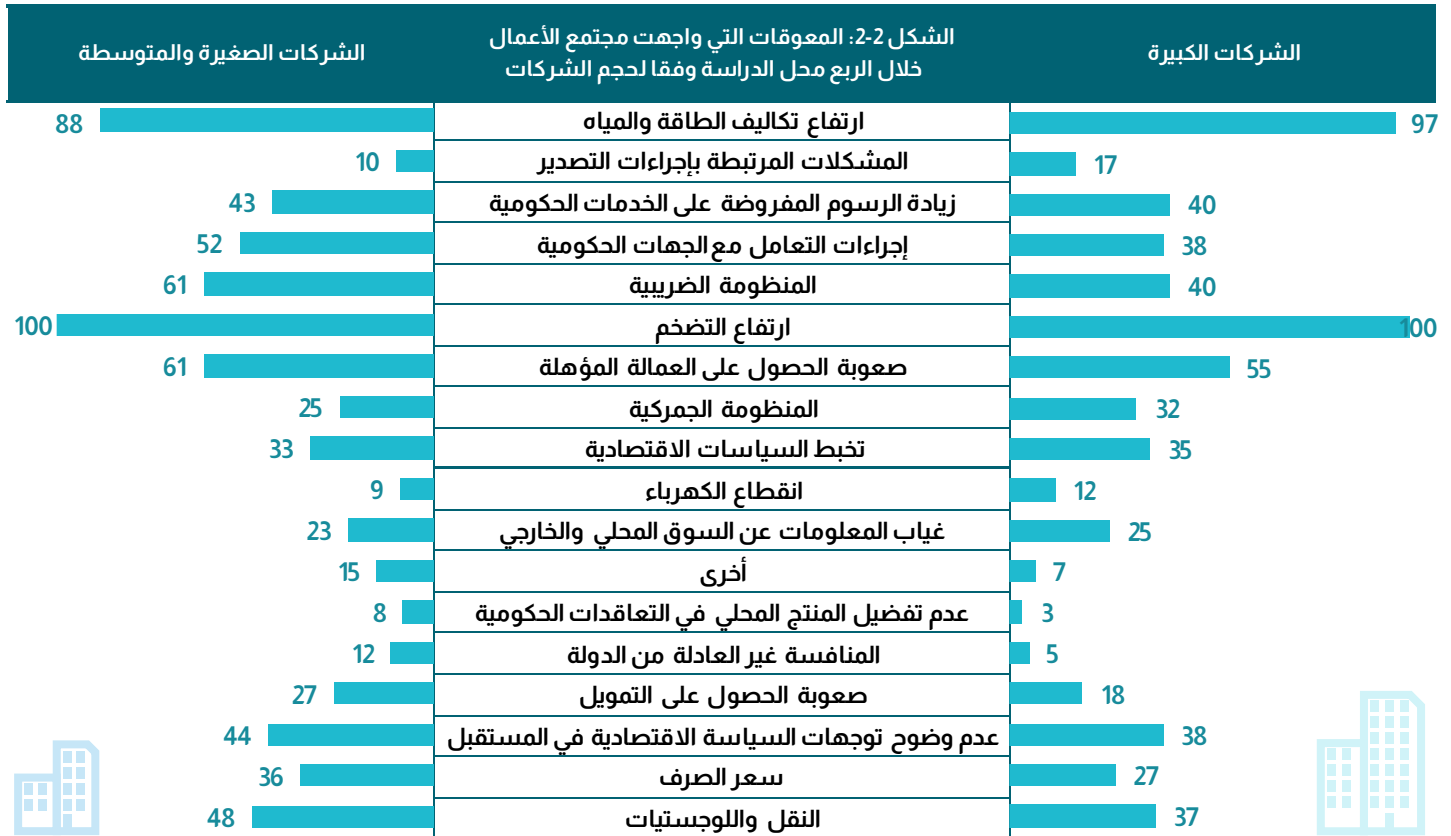 الشركات الكبيرة
الشكل 2-2: المعوقات التي واجهت مجتمع الأعمال
خلال الربع محل الدراسة وفقا لحجم الشركات
الشركات الصغيرة والمتوسطة
97 ارتفاع تكاليف الطاقة والمياه 88
17 المشكلات المرتبطة بإجراءات التصدير 10
40 زيادة الرسوم المفروضة على الخدمات الحكومية 43
38 إجراءات التعامل مع الجهات الحكومية 52
40 المنظومة الضريبية 61
100 ارتفاع التضخم 100
55 صعوبة الحصول على العمالة المؤهلة 61
32 المنظومة الجمركية 25
35 تخبط السياسات الاقتصادية 33
12 انقطاع الكهرباء 9
25 غياب المعلومات عن السوق المحلي والخارجي 23
7 أخرى 15
3 عدم تفضيل المنتج المحلي في التعاقدات الحكومية 8
5 المنافسة غير العادلة من الدولة 12
18 صعوبة الحصول على التمويل 27
38 عدم وضوح توجهات السياسة الاقتصادية في المستقبل 44
27 سعر الصرف 36
37 النقل واللوجستيات 48